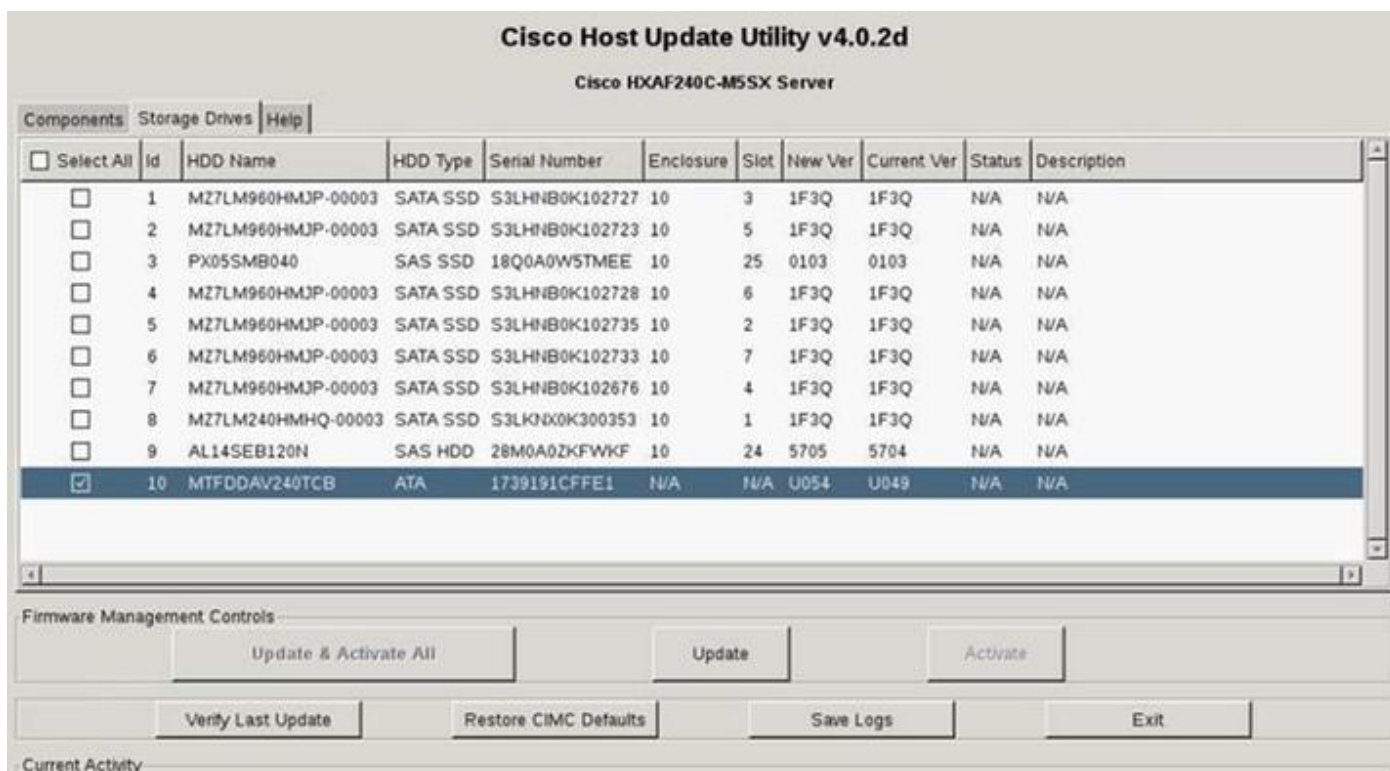 Cisco Host Update Utility v4.0.2d
Cisco HXAF240C-M5SX Server
Components Storage Drives Help
Select All Id HDD Name HDD Type Serial Number Enclosure Slot New Ver Current Ver Status Description
1 MZ7LM960HMJP-00003 SATA SSD S3LHNB0K102727 10 3 1F3Q 1F3Q N/A N/A
2 MZ7LM960HMJP-00003 SATA SSD S3LHNB0K102723 10 5 1F3Q 1F3Q N/A N/A
3 PX05SMB040 SAS SSD 18Q0A0W5TMEE 10 25 0103 0103 N/A N/A
4 MZ7LM960HMJP-00003 SATA SSD S3LHNB0K102728 10 6 1F3Q 1F3Q N/A N/A
5 MZ7LM960HMJP-00003 SATA SSD S3LHNB0K102735 10 2 1F3Q 1F3Q N/A N/A
6 MZ7LM960HMJP-00003 SATA SSD S3LHNB0K102733 10 7 1F3Q 1F3Q N/A N/A
7 MZ7LM960HMJP-00003 SATA SSD S3LHNB0K102676 10 4 1F3Q 1F3Q N/A N/A
8 MZ7LM240HMHQ-00003 SATA SSD S3LKNX0K300353 10 1 1F3Q 1F3Q N/A N/A
9 AL14SEB120N SAS HDD 28M0A0ZKFWKF 10 24 5705 5704 N/A N/A
10 MTFDDAV240TCB ATA 1739191CFFE1 N/A N/A U054 U049 N/A N/A
Firmware Management Controls
Update & Activate All Update Activate
Verify Last Update Restore CIMC Defaults Save Logs Exit
Current Activity